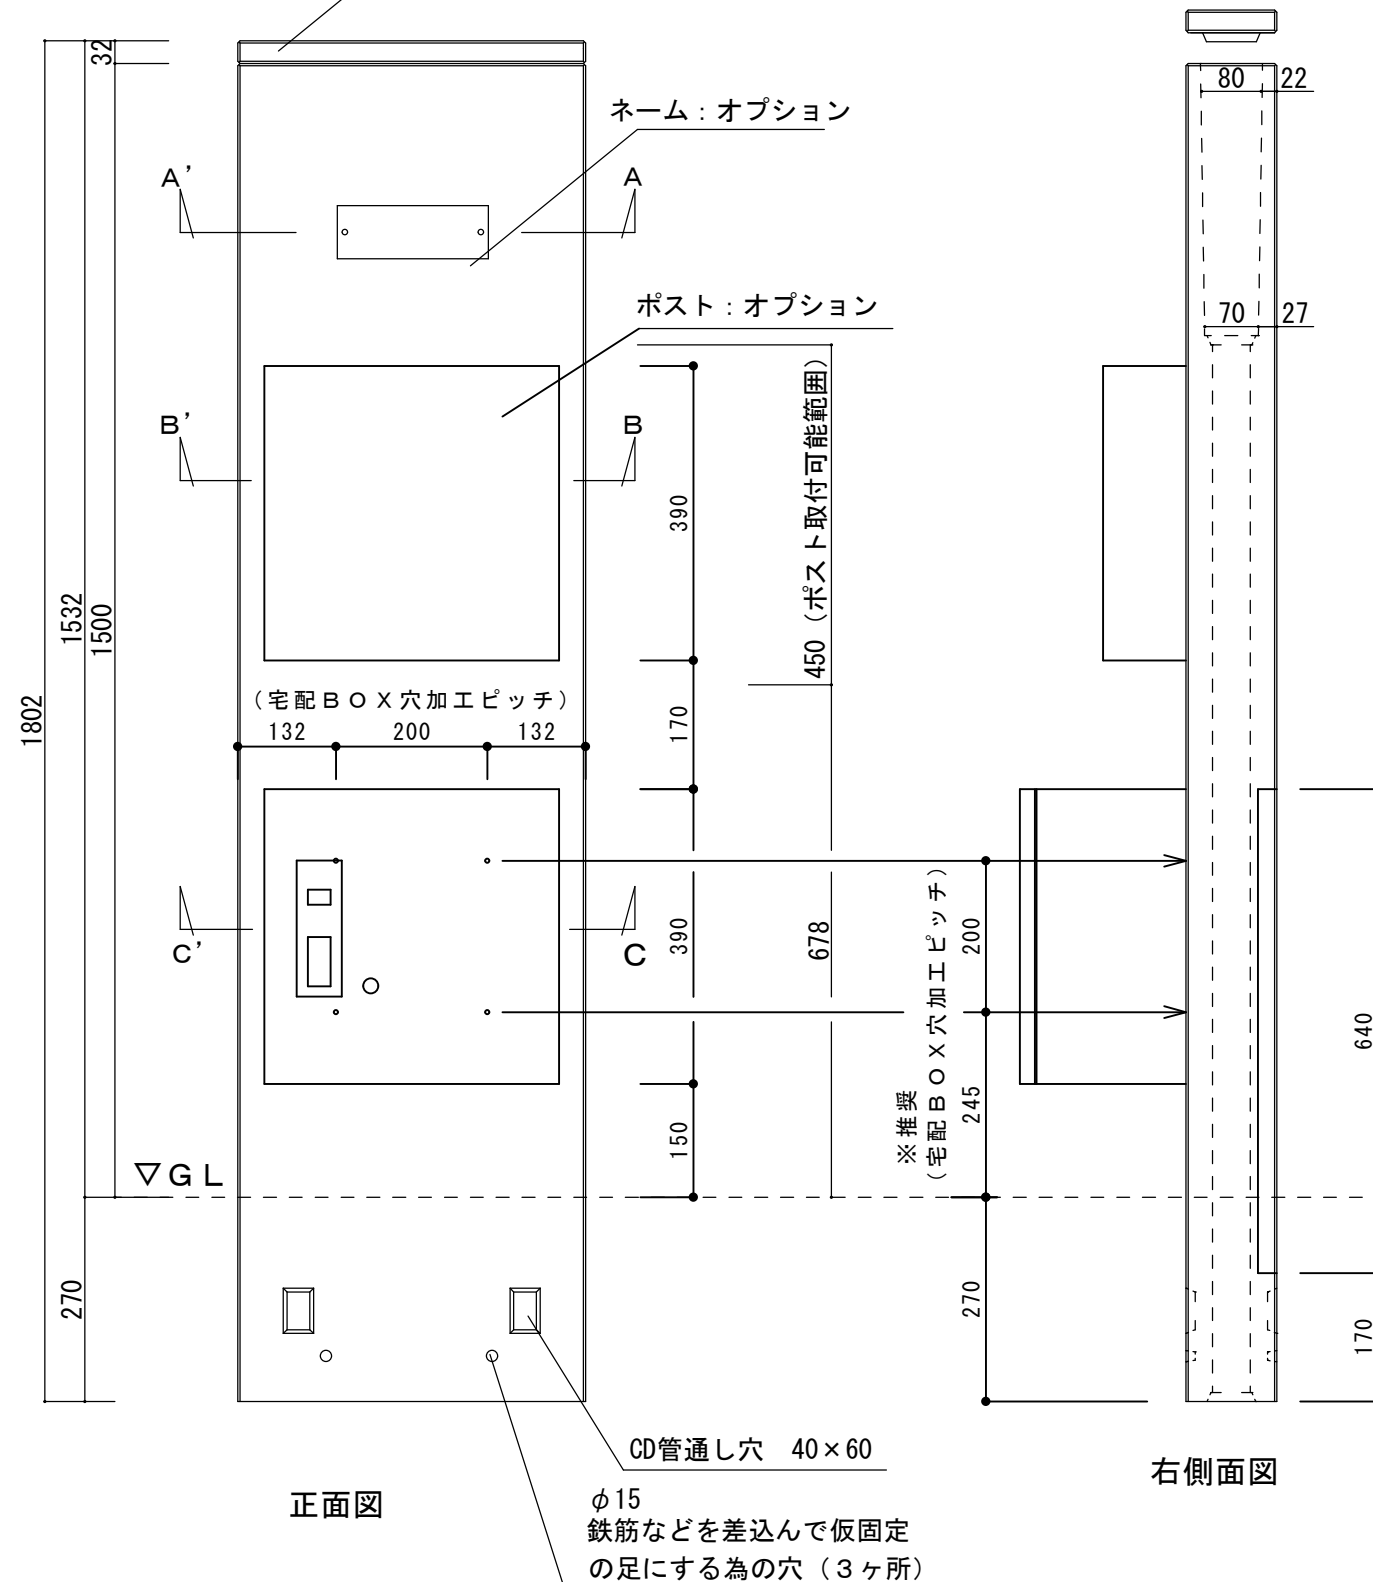 32
80
22
ネーム：オプション
A’
A
ポスト：オプション
70
27
B’
B
390
450（ポスト取付可能範囲）
1532
1500
1802
（宅配ＢＯＸ穴加工ピッチ）
132
200
132
170
C’
C
390
678
※推奨
（宅配ＢＯＸ穴加工ピッチ）
200
245
640
150
▽ＧＬ
270
270
170
CD管通し穴　40×60
正面図
右側面図
φ15
鉄筋などを差込んで仮固定
の足にする為の穴（３ヶ所）